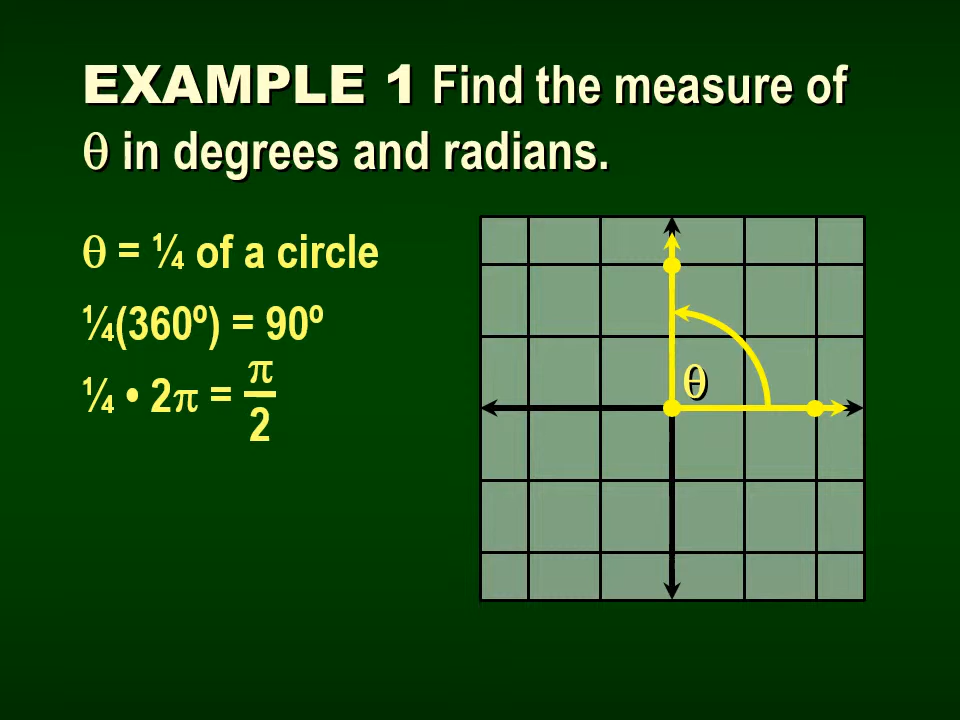 EXAMPLE 1 Find the measure of
θ in degrees and radians.
θ = ¼ of a circle
¼(360º) = 90º
¼ • 2π = π/2
θ